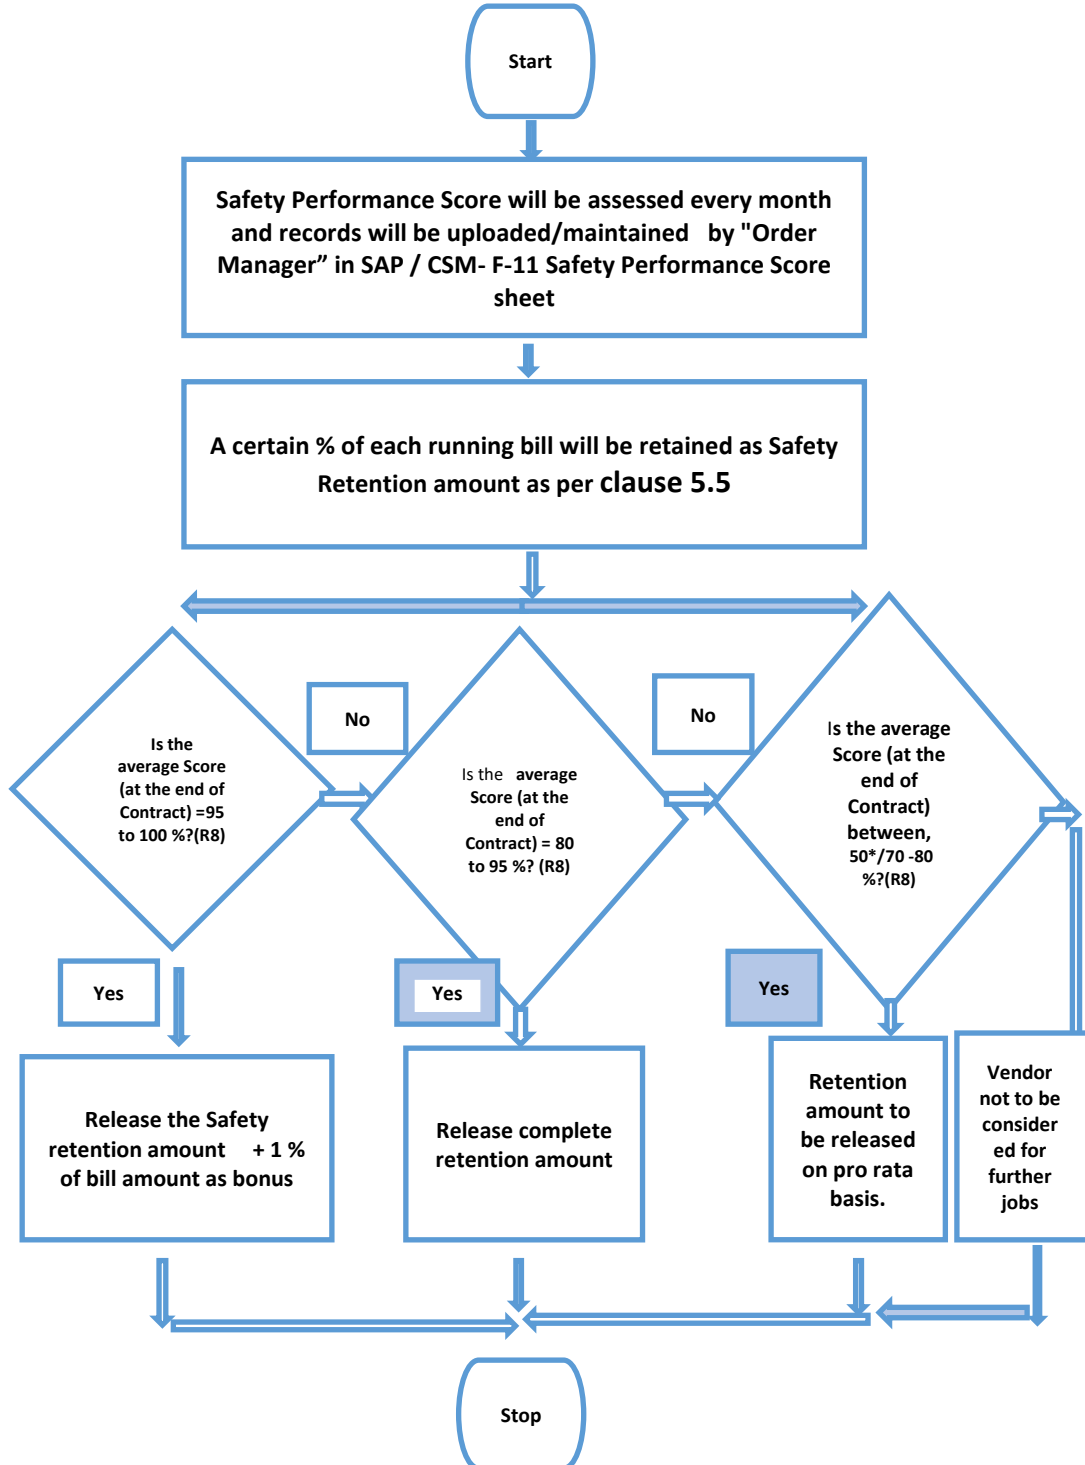 Start
Safety Performance Score will be assessed every month
and records will be uploaded/maintained by "Order
Manager” in SAP / CSM- F-11 Safety Performance Score
sheet
A certain % of each running bill will be retained as Safety
Retention amount as per clause 5.5
Is the
average Score
(at the end of
Contract) =95
to 100 %?(R8)
No
Is the average
Score (at the
end of
Contract) = 80
to 95 %? (R8)
No
Is the average
Score (at the
end of
Contract)
between,
50*/70 -80
%?(R8)
Yes
Yes
Yes
Release the Safety
retention amount + 1 %
of bill amount as bonus
Release complete
retention amount
Retention
amount to
be released
on pro rata
basis.
Vendor
not to be
consider
ed for
further
jobs
Stop